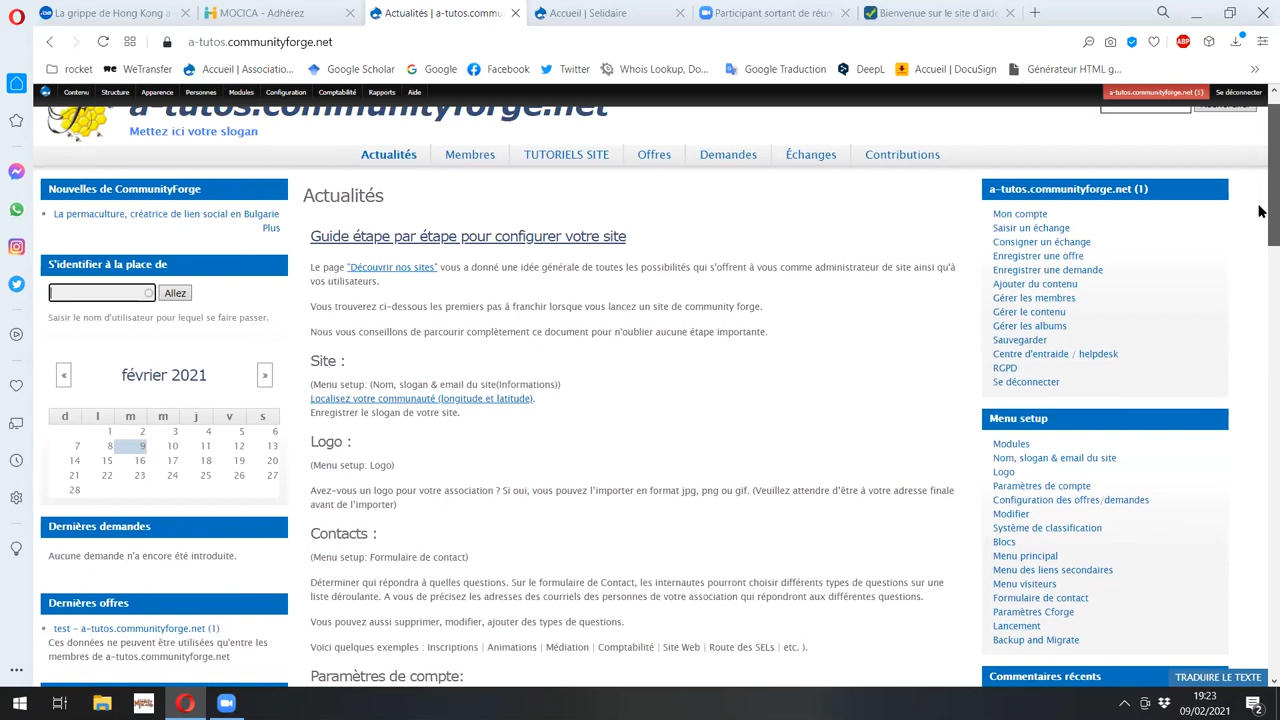 La grippe de Hong Kong a
MOCICA - Adhérez
Actualités | a-tutos.commu
Accueil | Selidaire
Participant sortant de réun
Bienvenue sur le site d'aide
a-tutos.communityforge.net
rocket
WeTransfer
Accueil | Associatio...
Google Scholar
Google
Facebook
Twitter
Whois Lookup, Do...
Google Traduction
DeepL
Accueil | DocuSign
Générateur HTML g...
ABP
Contenu
Structure
Apparence
Personnes
Modules
Configuration
Comptabilité
Rapports
Aide
a-tutos.communityforge.net (1)
Se déconnecter
a-tutos.communityforge.net
Mettez ici votre slogan
Actualités
Membres
TUTORIELS SITE
Offres
Demandes
Échanges
Contributions
Nouvelles de CommunityForge
La permaculture, créatrice de lien social en Bulgarie
Plus
S'identifier à la place de
Allez
Saisir le nom d'utilisateur pour lequel se faire passer.
«
février 2021
»
d l m m j v s
1 2 3 4 5 6
7 8 9 10 11 12 13
14 15 16 17 18 19 20
21 22 23 24 25 26 27
28
Dernières demandes
Aucune demande n'a encore été introduite.
Dernières offres
test - a-tutos.communityforge.net (1)
Ces données ne peuvent être utilisées qu'entre les
membres de a-tutos.communityforge.net
Actualités
Guide étape par étape pour configurer votre site
Le page "Découvrir nos sites" vous a donné une idée générale de toutes les possibilités qui s'offrent à vous comme administrateur de site ainsi qu'à
vos utilisateurs.
Vous trouverez ci-dessous les premiers pas à franchir lorsque vous lancez un site de community forge.
Nous vous conseillons de parcourir complètement ce document pour n'oublier aucune étape importante.
Site :
(Menu setup: (Nom, slogan & email du site(Informations))
Localisez votre communauté (longitude et latitude).
Enregistrer le slogan de votre site.
Logo :
(Menu setup: Logo)
Avez-vous un logo pour votre association ? Si oui, vous pouvez l'importer en format jpg, png ou gif. (Veuillez attendre d'être à votre adresse finale
avant de l'importer)
Contacts :
(Menu setup: Formulaire de contact)
Déterminer qui répondra à quelles questions. Sur le formulaire de Contact, les internautes pourront choisir différents types de questions sur une
liste déroulante. A vous de précisez les adresses des courriels des personnes de votre association qui répondront aux différentes questions.
Vous pouvez aussi supprimer, modifier, ajouter des types de questions.
Voici quelques exemples : Inscriptions | Animations | Médiation | Comptabilité | Site Web | Route des SELs | etc. ).
Paramètres de compte:
a-tutos.communityforge.net (1)
Mon compte
Saisir un échange
Consigner un échange
Enregistrer une offre
Enregistrer une demande
Ajouter du contenu
Gérer les membres
Gérer le contenu
Gérer les albums
Sauvegarder
Centre d'entraide / helpdesk
RGPD
Se déconnecter
Menu setup
Modules
Nom, slogan & email du site
Logo
Paramètres de compte
Configuration des offres/demandes
Modifier
Système de classification
Blocs
Menu principal
Menu des liens secondaires
Menu visiteurs
Formulaire de contact
Paramètres Cforge
Lancement
Backup and Migrate
Commentaires récents
TRADUIRE LE TEXTE
19:23
09/02/2021
2